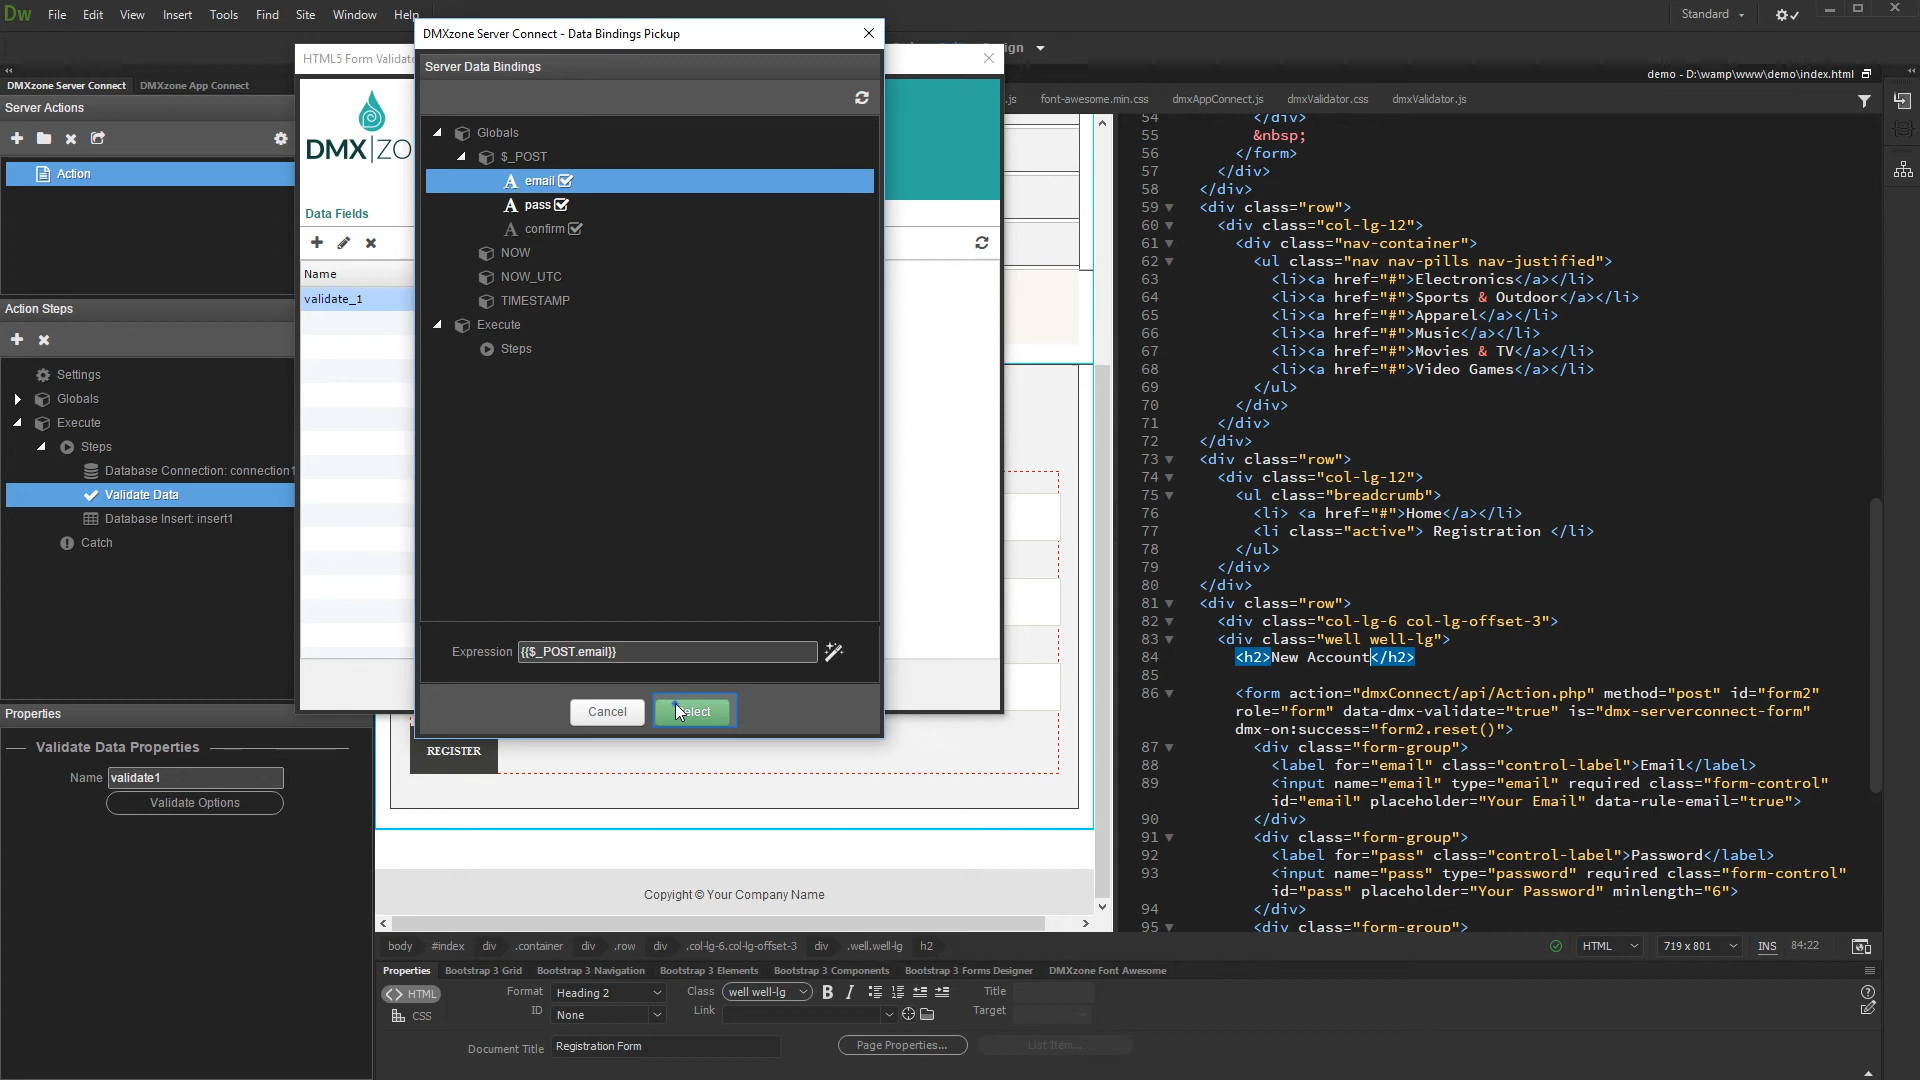 Dw File Edit View Insert Tools Find Site Window Help
Standard
DMXzone Server Connect DMXzone App Connect
Server Actions
Action
Action Steps
Settings
Globals
Execute
Steps
Database Connection: connection1
Validate Data
Database Insert: insert1
Catch
Properties
Validate Data Properties
Name validate1
Validate Options
DMX|ZO
Data Fields
Name
validate_1
DMXzone Server Connect - Data Bindings Pickup
Server Data Bindings
Globals
$_POST
email
pass
confirm
NOW
NOW_UTC
TIMESTAMP
Execute
Steps
Expression {{$_POST.email}}
Cancel
REGISTER
Copyright © Your Company Name
demo - D:\wamp\www\demo\index.html
.js font-awesome.min.css dmxAppConnect.js dmxValidator.css dmxValidator.js
54 </div>
55 &nbsp;
56 </form>
57 </div>
58 </div>
59 <div class="row">
60 <div class="col-lg-12">
61 <div class="nav-container">
62 <ul class="nav nav-pills nav-justified">
63 <li><a href="#">Electronics</a></li>
64 <li><a href="#">Sports & Outdoor</a></li>
65 <li><a href="#">Apparel</a></li>
66 <li><a href="#">Music</a></li>
67 <li><a href="#">Movies & TV</a></li>
68 <li><a href="#">Video Games</a></li>
69 </ul>
70 </div>
71 </div>
72 </div>
73 <div class="row">
74 <div class="col-lg-12">
75 <ul class="breadcrumb">
76 <li> <a href="#">Home</a></li>
77 <li class="active"> Registration </li>
78 </ul>
79 </div>
80 </div>
81 <div class="row">
82 <div class="col-lg-6 col-lg-offset-3">
83 <div class="well well-lg">
84 <h2>New Account</h2>
85
86 <form action="dmxConnect/api/Action.php" method="post" id="form2"
role="form" data-dmx-validate="true" is="dmx-serverconnect-form"
dmx-on:success="form2.reset()">
87 <div class="form-group">
88 <label for="email" class="control-label">Email</label>
89 <input name="email" type="email" required class="form-control"
id="email" placeholder="Your Email" data-rule-email="true">
90 </div>
91 <div class="form-group">
92 <label for="pass" class="control-label">Password</label>
93 <input name="pass" type="password" required class="form-control"
id="pass" placeholder="Your Password" minlength="6">
94 </div>
95 <div class="form-group">
body #index div .container div .row div .col-lg-6.col-lg-offset-3 div .well.well-lg h2
HTML 719 x 801 INS 84:22
Properties Bootstrap 3 Grid Bootstrap 3 Navigation Bootstrap 3 Elements Bootstrap 3 Components Bootstrap 3 Forms Designer DMXzone Font Awesome
<> HTML Format Heading 2 Class well well-lg B I Title
CSS ID None Link Target
Document Title Registration Form Page Properties... List Item...